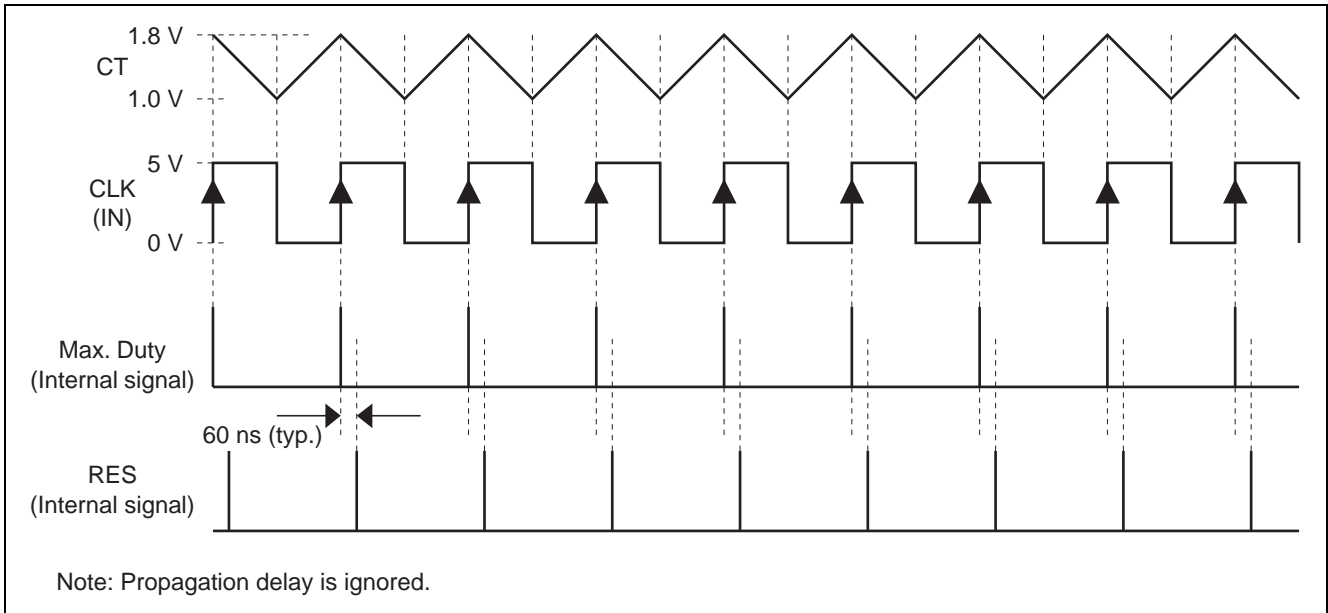 1.8 V
CT
1.0 V
5 V
CLK
(IN)
0 V
Max. Duty
(Internal signal)
60 ns (typ.)
RES
(Internal signal)
Note: Propagation delay is ignored.